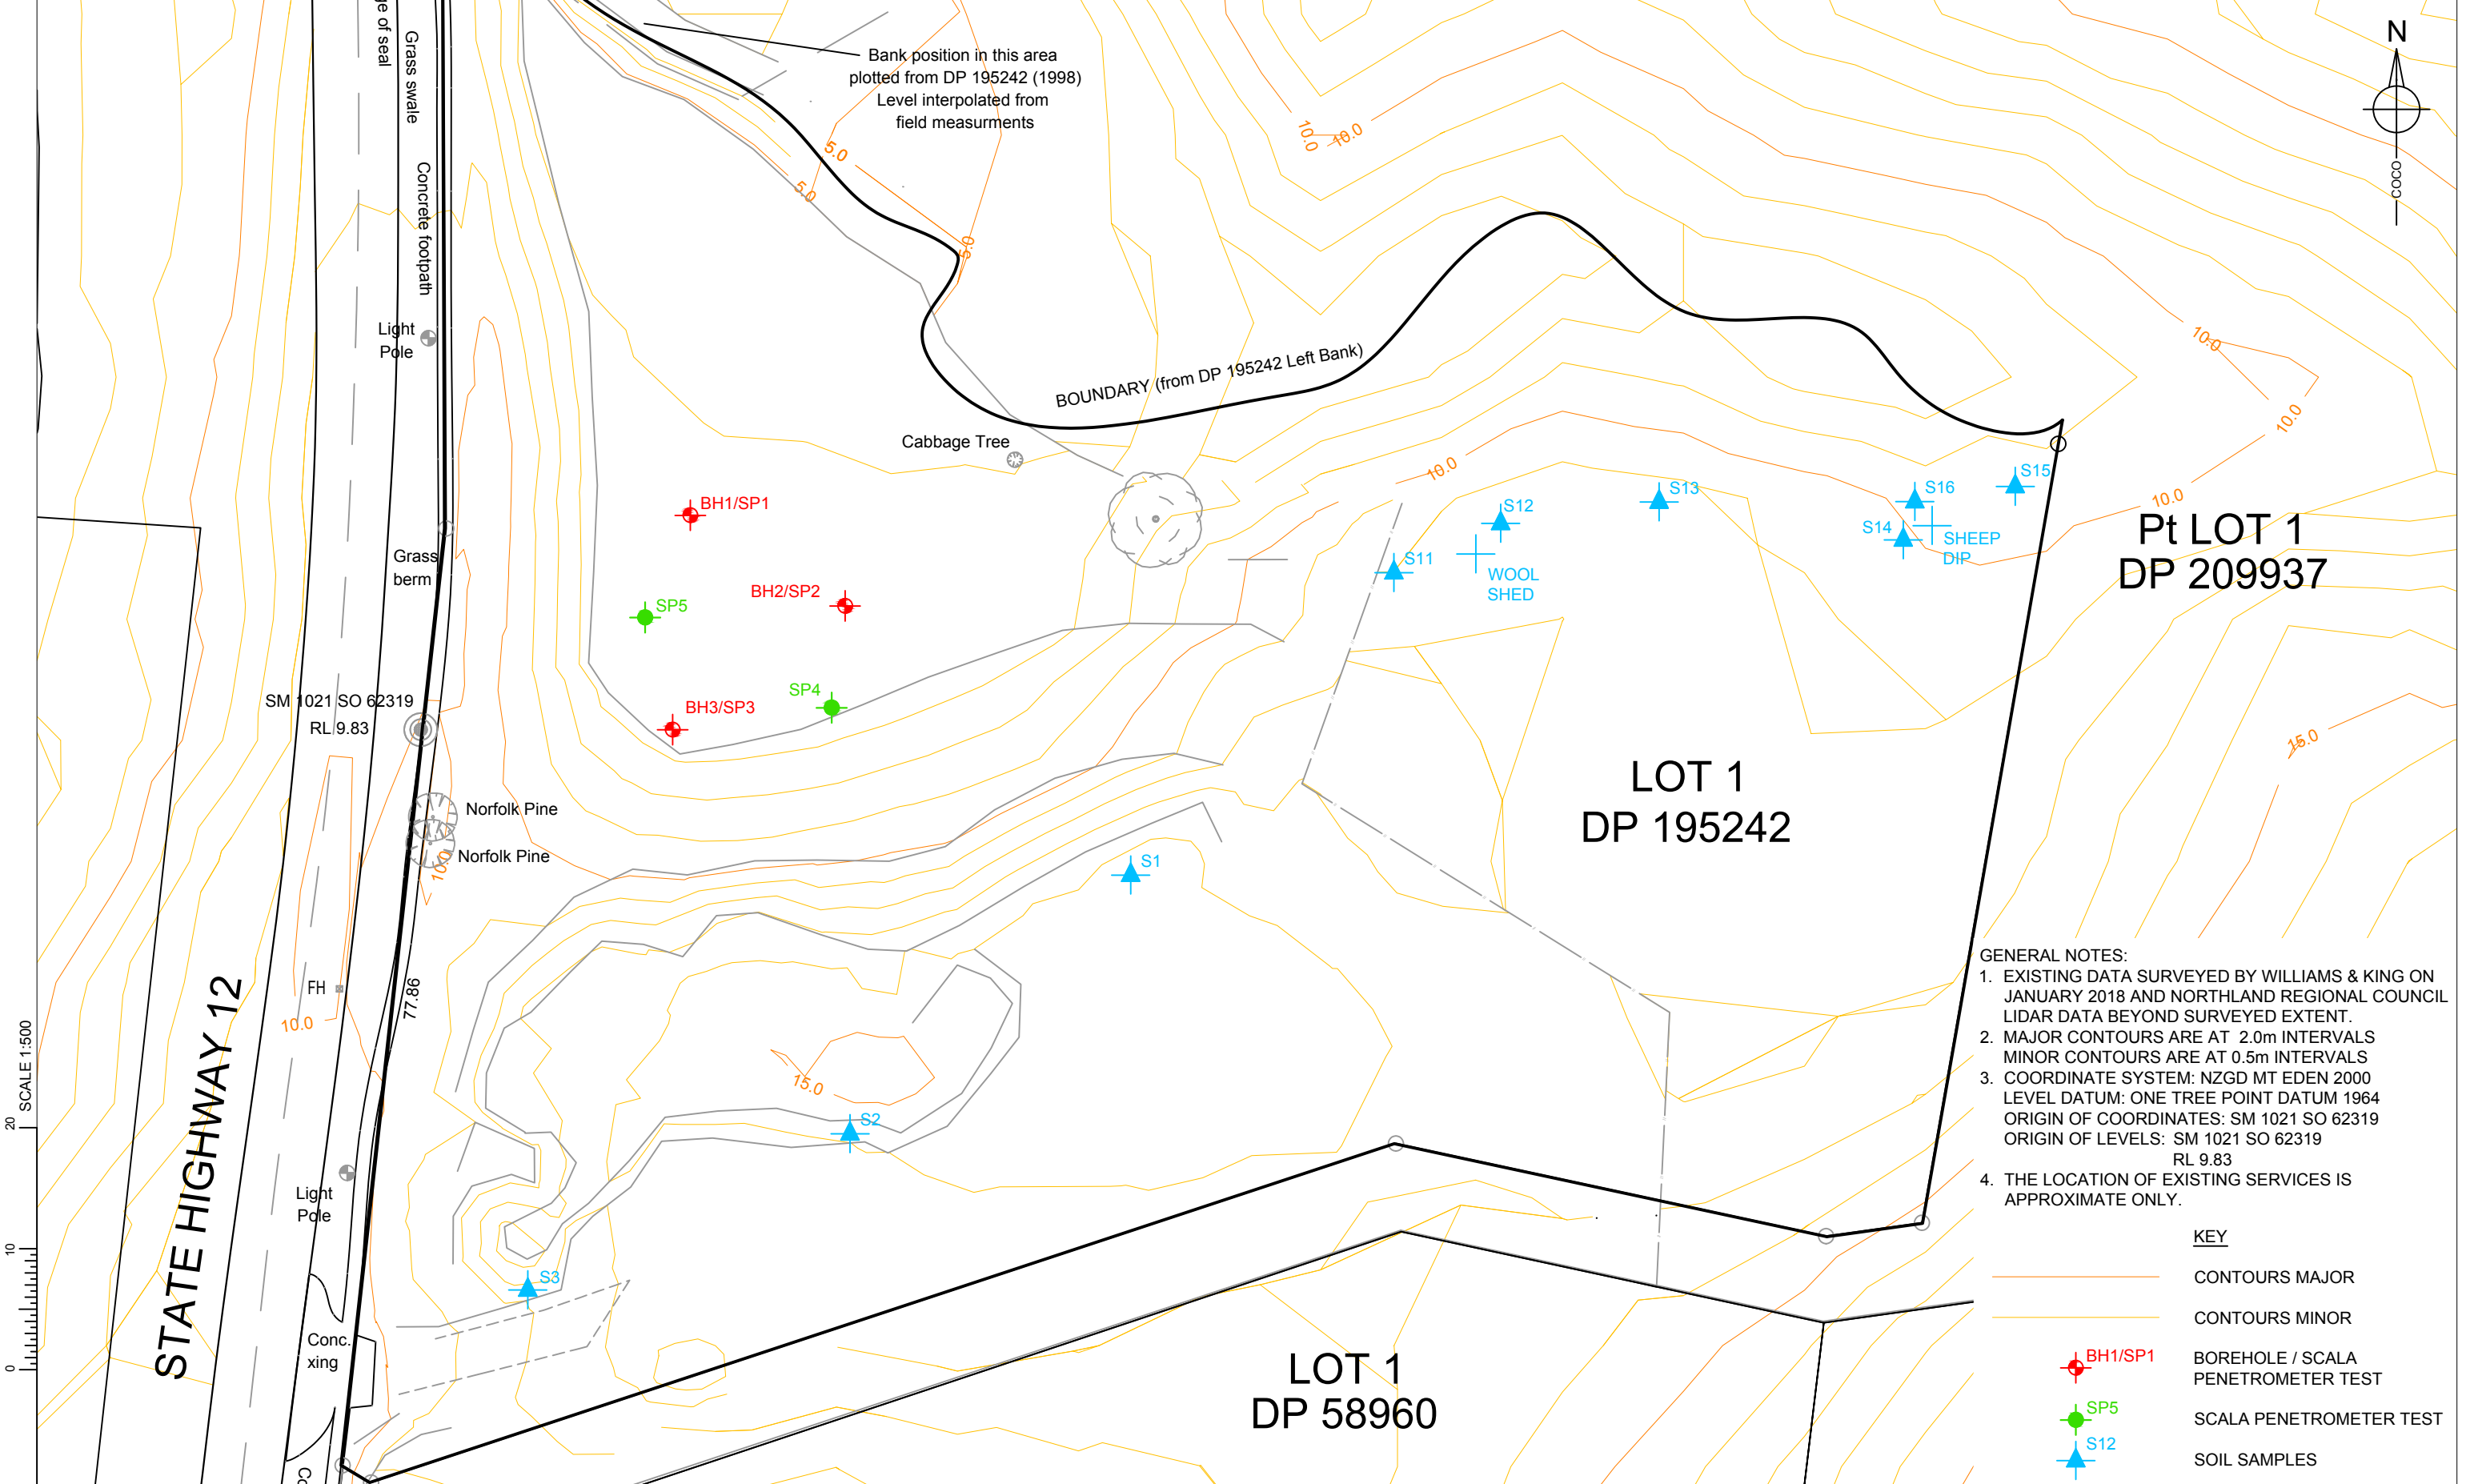 ge of seal
Grass swale
Concrete footpath
Bank position in this area
plotted from DP 195242 (1998)
Level interpolated from
field measurments
N
COCO
5.0
5.0
5.0
10.0
10.0
Light
Pole
BOUNDARY (from DP 195242 Left Bank)
10.0
10.0
10.0
Cabbage Tree
10.0
BH1/SP1
S12
S13
S16
S15
S14
SHEEP
DIP
Pt LOT 1
DP 209937
Grass
berm
S11
WOOL
SHED
BH2/SP2
SP5
SP4
SM 1021 SO 62319
RL 9.83
BH3/SP3
15.0
LOT 1
DP 195242
Norfolk Pine
Norfolk Pine
10.0
S1
77.86
FH
10.0
STATE HIGHWAY 12
15.0
S2
Light
Pole
S3
Conc.
xing
Co
LOT 1
DP 58960
SCALE 1:500
20
10
0
GENERAL NOTES:
1. EXISTING DATA SURVEYED BY WILLIAMS & KING ON
JANUARY 2018 AND NORTHLAND REGIONAL COUNCIL
LIDAR DATA BEYOND SURVEYED EXTENT.
2. MAJOR CONTOURS ARE AT 2.0m INTERVALS
MINOR CONTOURS ARE AT 0.5m INTERVALS
3. COORDINATE SYSTEM: NZGD MT EDEN 2000
LEVEL DATUM: ONE TREE POINT DATUM 1964
ORIGIN OF COORDINATES: SM 1021 SO 62319
ORIGIN OF LEVELS: SM 1021 SO 62319
RL 9.83
4. THE LOCATION OF EXISTING SERVICES IS
APPROXIMATE ONLY.
KEY
CONTOURS MAJOR
CONTOURS MINOR
BH1/SP1
BOREHOLE / SCALA
PENETROMETER TEST
SP5
SCALA PENETROMETER TEST
S12
SOIL SAMPLES